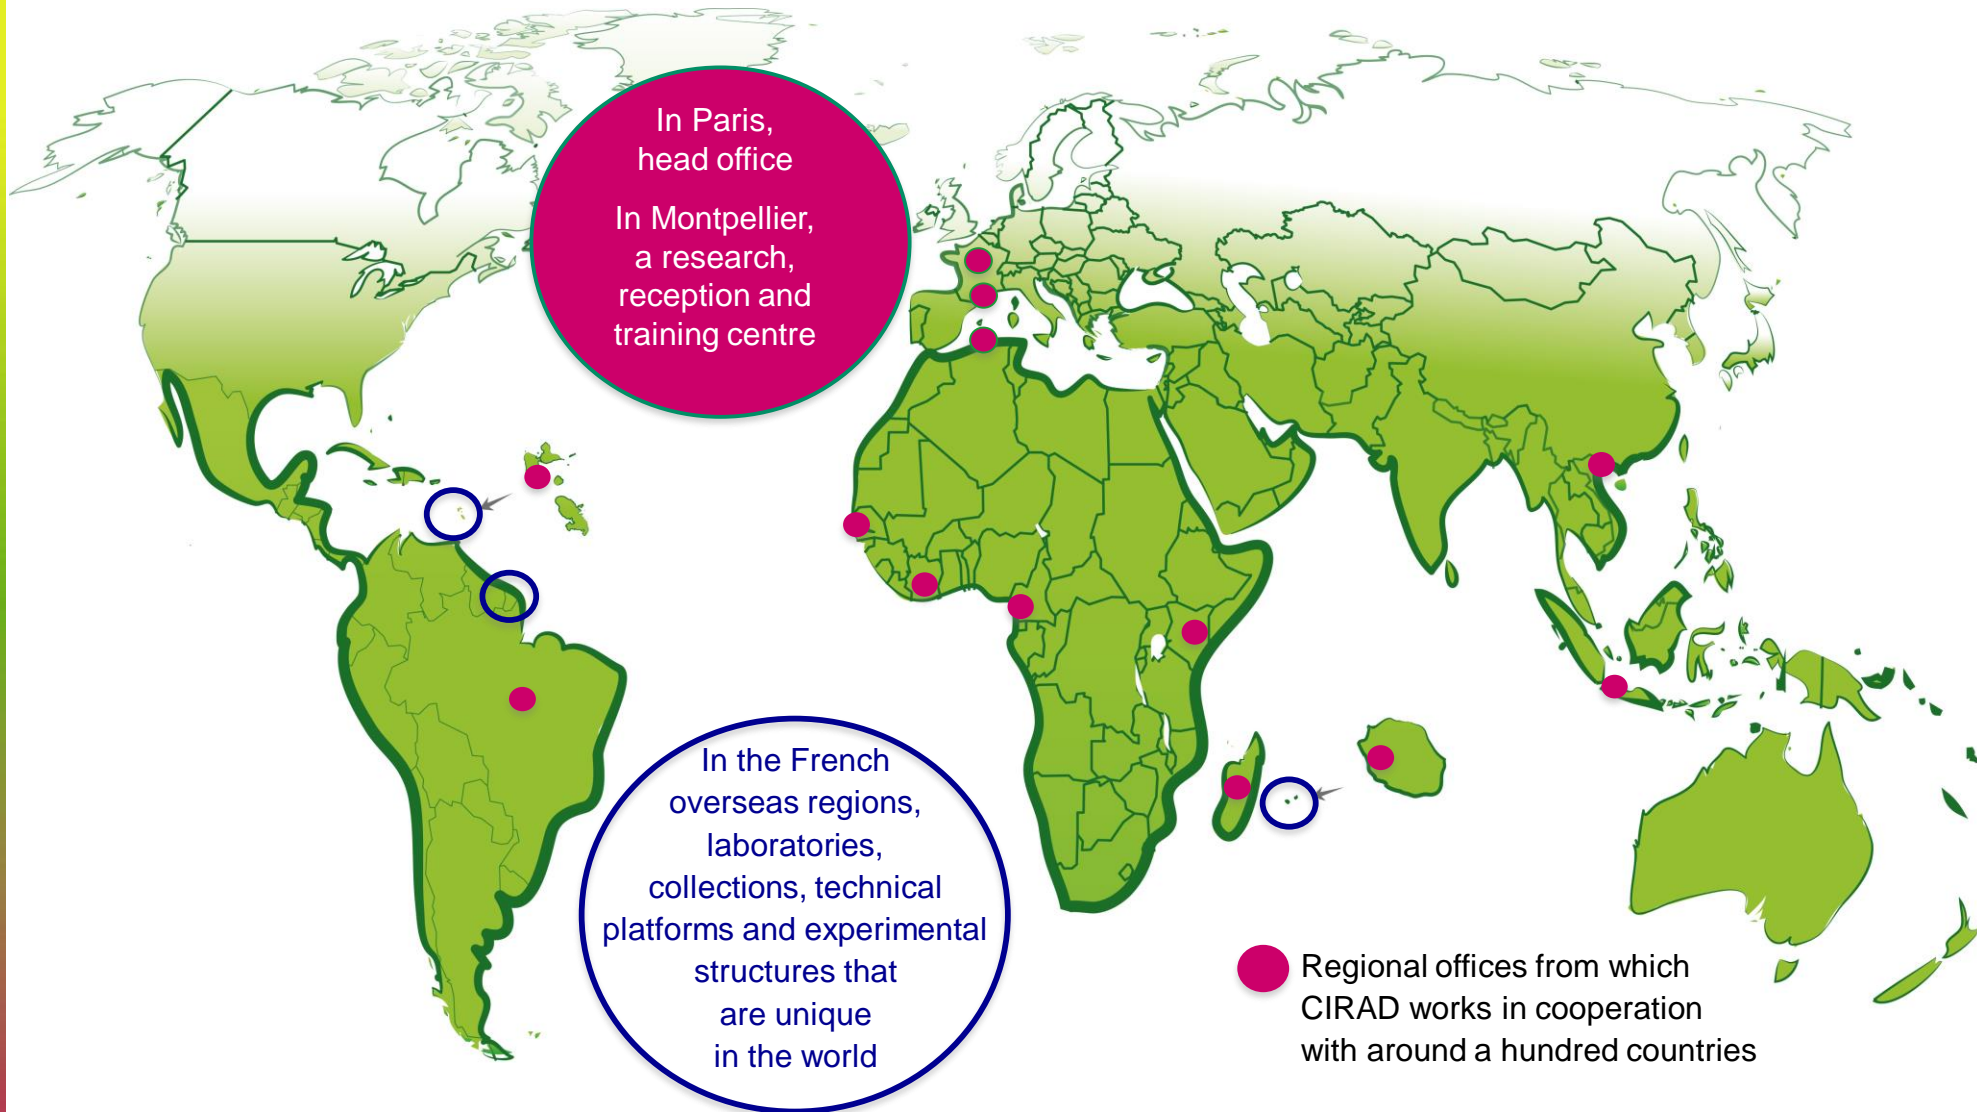 In Paris,
head office
In Montpellier,
a research,
reception and
training centre
In the French
overseas regions,
laboratories,
collections, technical
platforms and experimental
structures that
are unique
in the world
Regional offices from which
CIRAD works in cooperation
with around a hundred countries